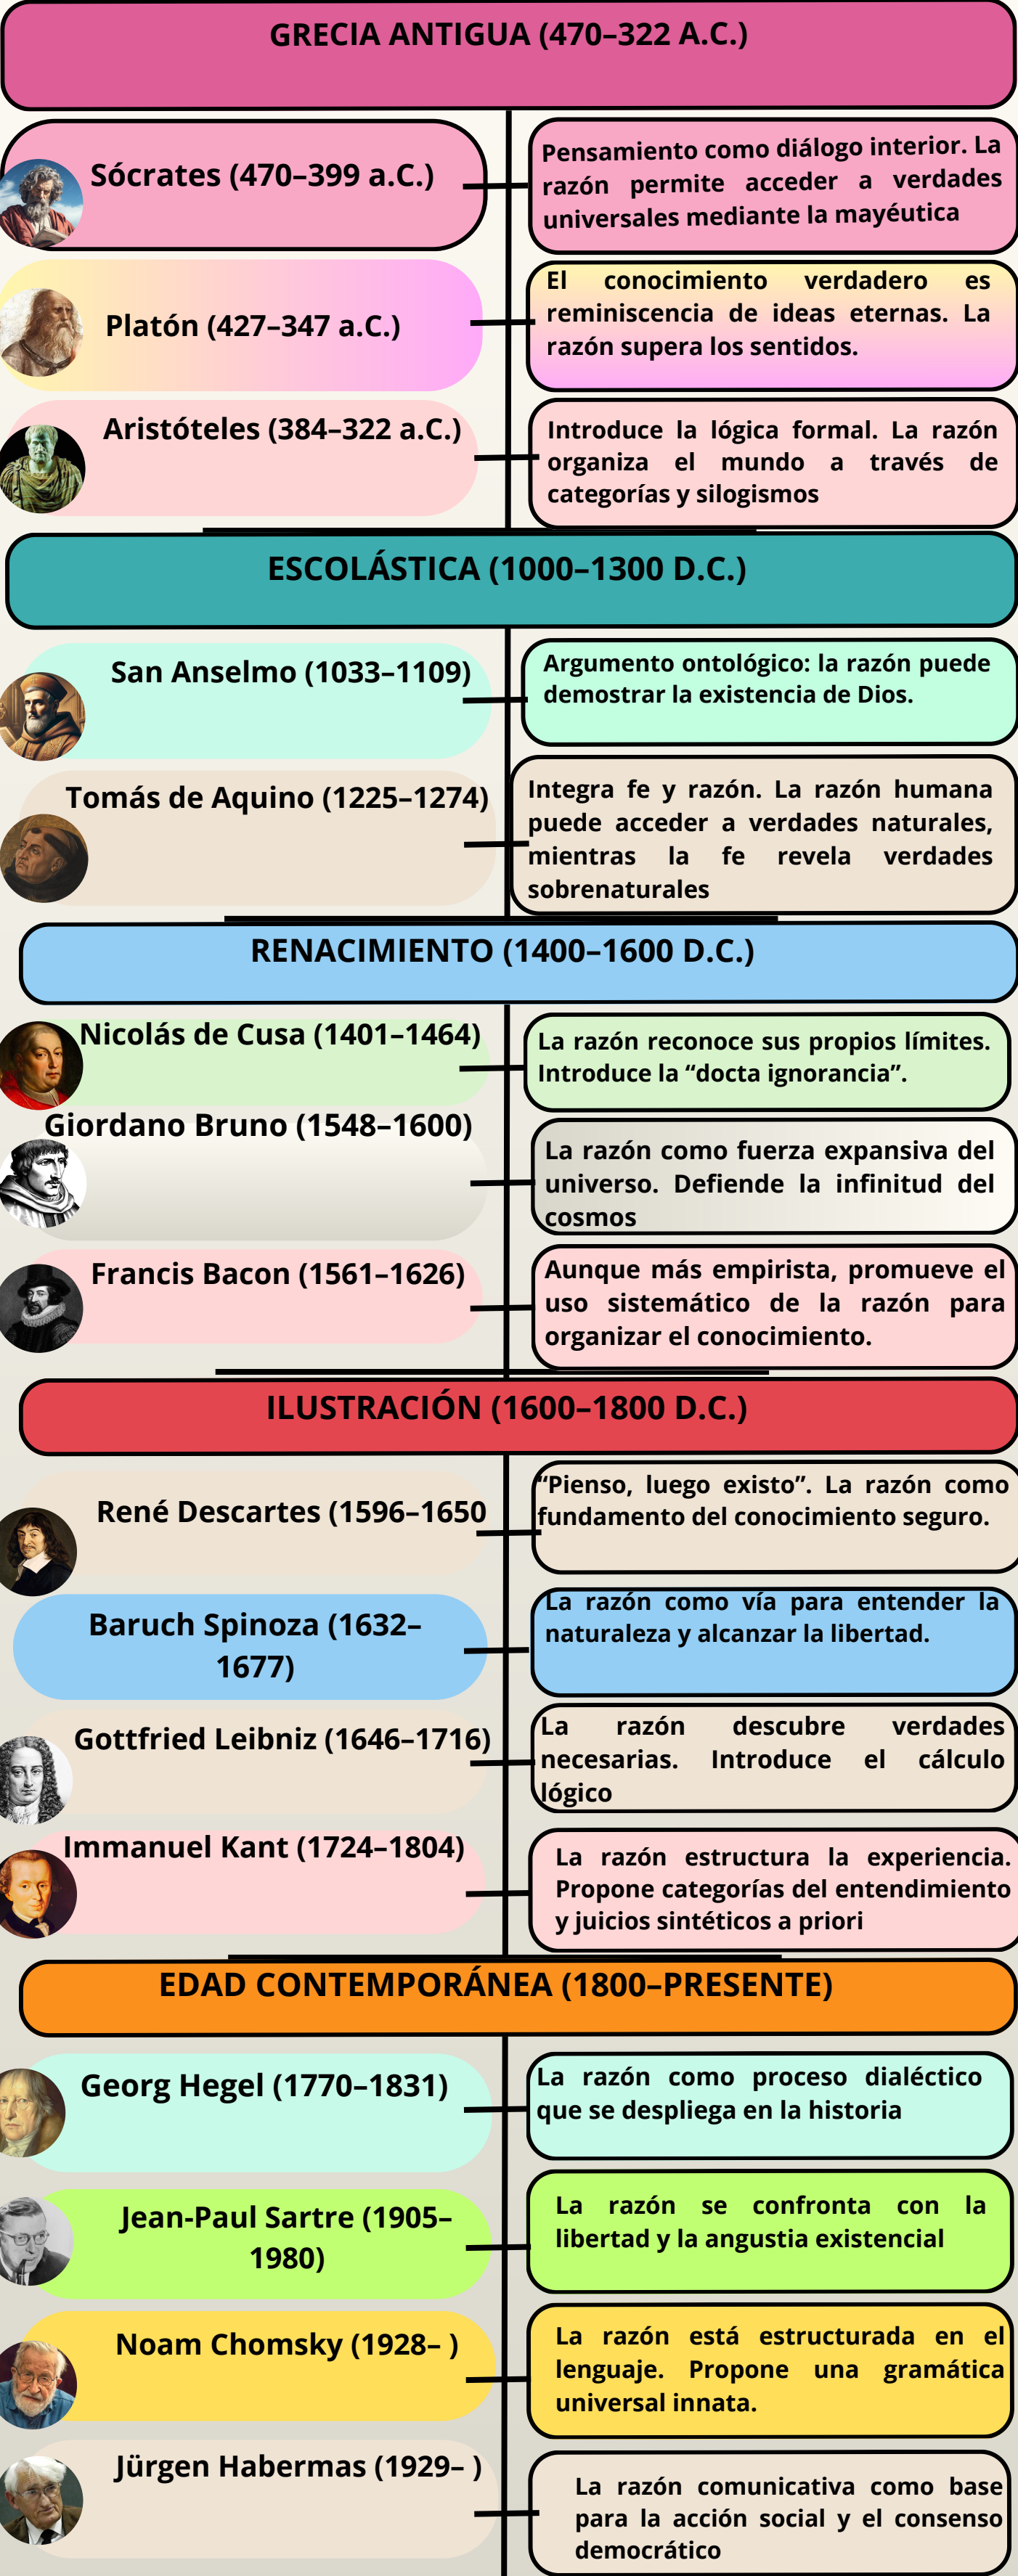 GRECIA ANTIGUA (470–322 A.C.)
Sócrates (470–399 a.C.)
Pensamiento como diálogo interior. La
razón permite acceder a verdades
universales mediante la mayéutica
Platón (427–347 a.C.)
El conocimiento verdadero es
reminiscencia de ideas eternas. La
razón supera los sentidos.
Aristóteles (384–322 a.C.)
Introduce la lógica formal. La razón
organiza el mundo a través de
categorías y silogismos
ESCOLÁSTICA (1000–1300 D.C.)
San Anselmo (1033–1109)
Argumento ontológico: la razón puede
demostrar la existencia de Dios.
Tomás de Aquino (1225–1274)
Integra fe y razón. La razón humana
puede acceder a verdades naturales,
mientras la fe revela verdades
sobrenaturales
RENACIMIENTO (1400–1600 D.C.)
Nicolás de Cusa (1401–1464)
La razón reconoce sus propios límites.
Introduce la “docta ignorancia”.
Giordano Bruno (1548–1600)
La razón como fuerza expansiva del
universo. Defiende la infinitud del
cosmos
Francis Bacon (1561–1626)
Aunque más empirista, promueve el
uso sistemático de la razón para
organizar el conocimiento.
ILUSTRACIÓN (1600–1800 D.C.)
René Descartes (1596–1650
“Pienso, luego existo”. La razón como
fundamento del conocimiento seguro.
Baruch Spinoza (1632–
1677)
La razón como vía para entender la
naturaleza y alcanzar la libertad.
Gottfried Leibniz (1646–1716)
La razón descubre verdades
necesarias. Introduce el cálculo
lógico
Immanuel Kant (1724–1804)
La razón estructura la experiencia.
Propone categorías del entendimiento
y juicios sintéticos a priori
EDAD CONTEMPORÁNEA (1800–PRESENTE)
Georg Hegel (1770–1831)
La razón como proceso dialéctico
que se despliega en la historia
Jean-Paul Sartre (1905–
1980)
La razón se confronta con la
libertad y la angustia existencial
Noam Chomsky (1928– )
La razón está estructurada en el
lenguaje. Propone una gramática
universal innata.
Jürgen Habermas (1929– )
La razón comunicativa como base
para la acción social y el consenso
democrático